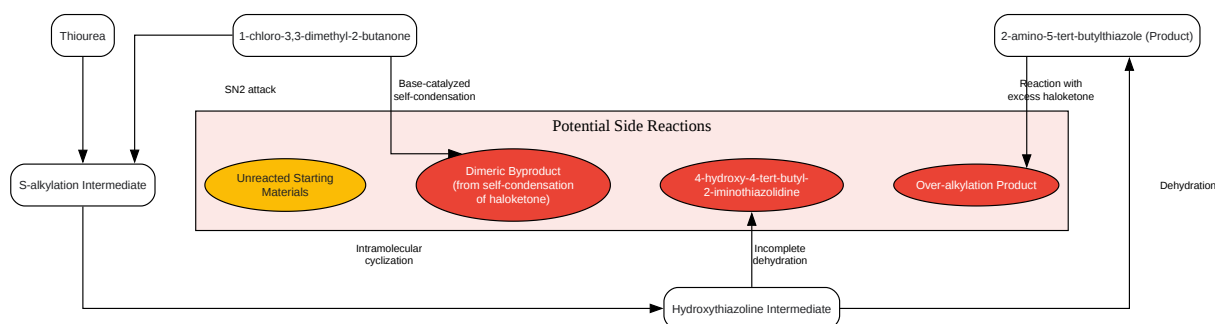 Thiourea
1-chloro-3,3-dimethyl-2-butanone
2-amino-5-tert-butylthiazole (Product)
SN2 attack
Base-catalyzed
self-condensation
Reaction with
excess haloketone
Potential Side Reactions
S-alkylation Intermediate
Unreacted Starting
Materials
Dimeric Byproduct
(from self-condensation
of haloketone)
4-hydroxy-4-tert-butyl-
2-iminothiazolidine
Over-alkylation Product
Dehydration
Intramolecular
cyclization
Incomplete
dehydration
Hydroxythiazoline Intermediate